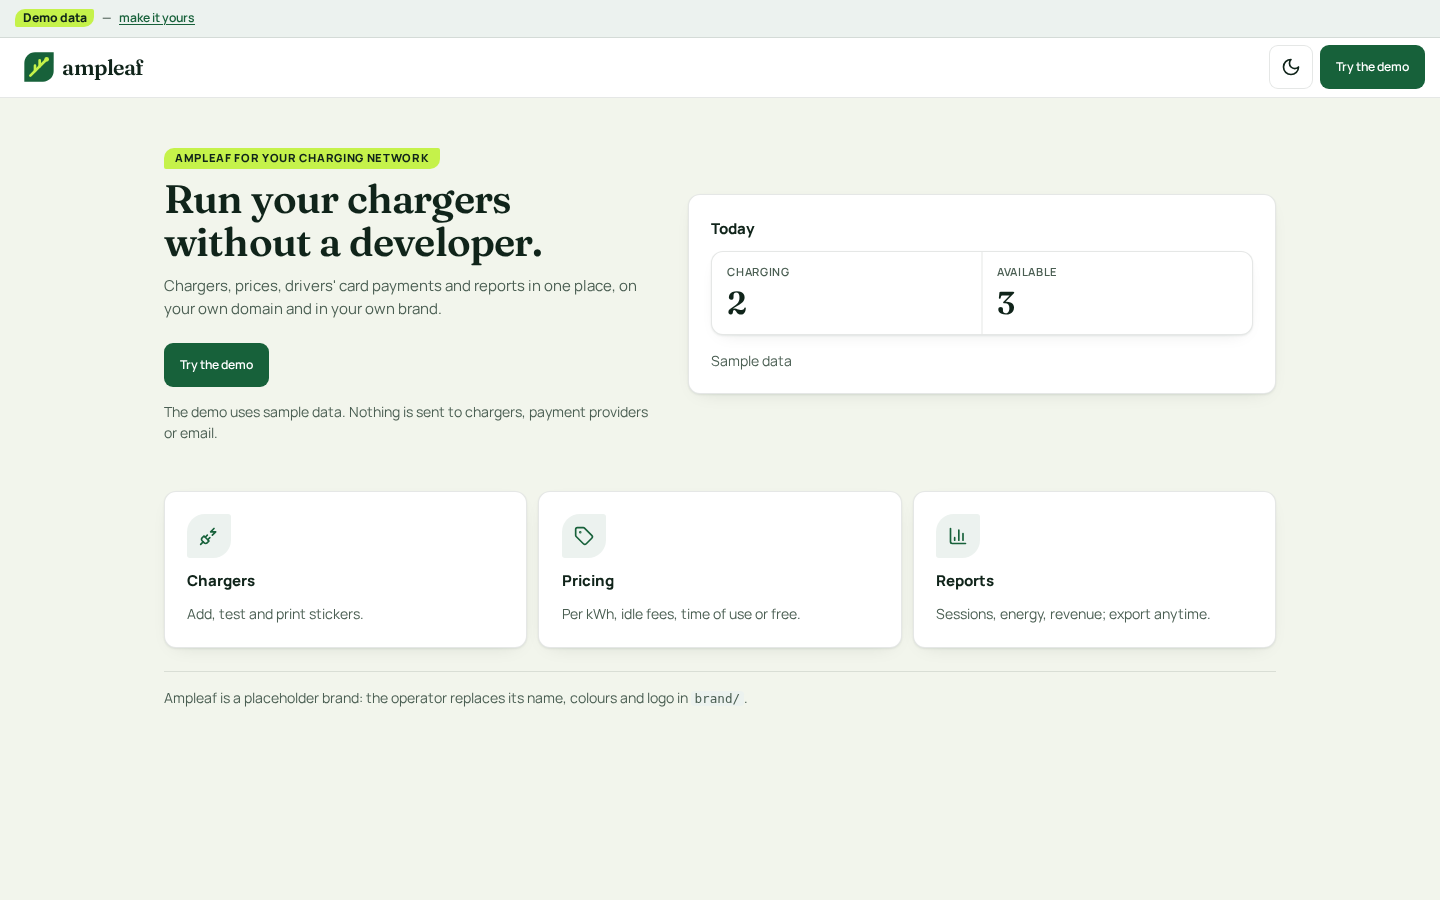 Demo data — make it yours
ampleaf
Try the demo
AMPLEAF FOR YOUR CHARGING NETWORK
Run your chargers
without a developer.
Chargers, prices, drivers' card payments and reports in one place, on
your own domain and in your own brand.
Try the demo
The demo uses sample data. Nothing is sent to chargers, payment providers
or email.
Today
CHARGING
2
AVAILABLE
3
Sample data
Chargers
Add, test and print stickers.
Pricing
Per kWh, idle fees, time of use or free.
Reports
Sessions, energy, revenue; export anytime.
Ampleaf is a placeholder brand: the operator replaces its name, colours and logo in brand/.